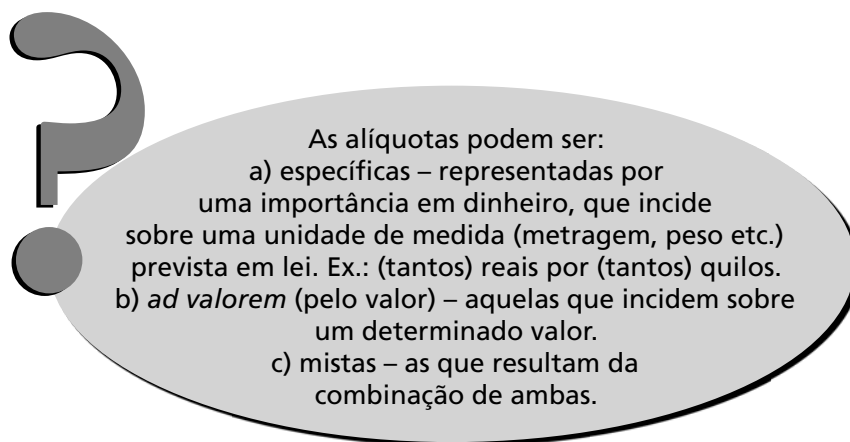 As alíquotas podem ser:
a) específicas – representadas por
uma importância em dinheiro, que incide
sobre uma unidade de medida (metragem, peso etc.)
prevista em lei. Ex.: (tantos) reais por (tantos) quilos.
b) ad valorem (pelo valor) – aquelas que incidem sobre
um determinado valor.
c) mistas – as que resultam da
combinação de ambas.